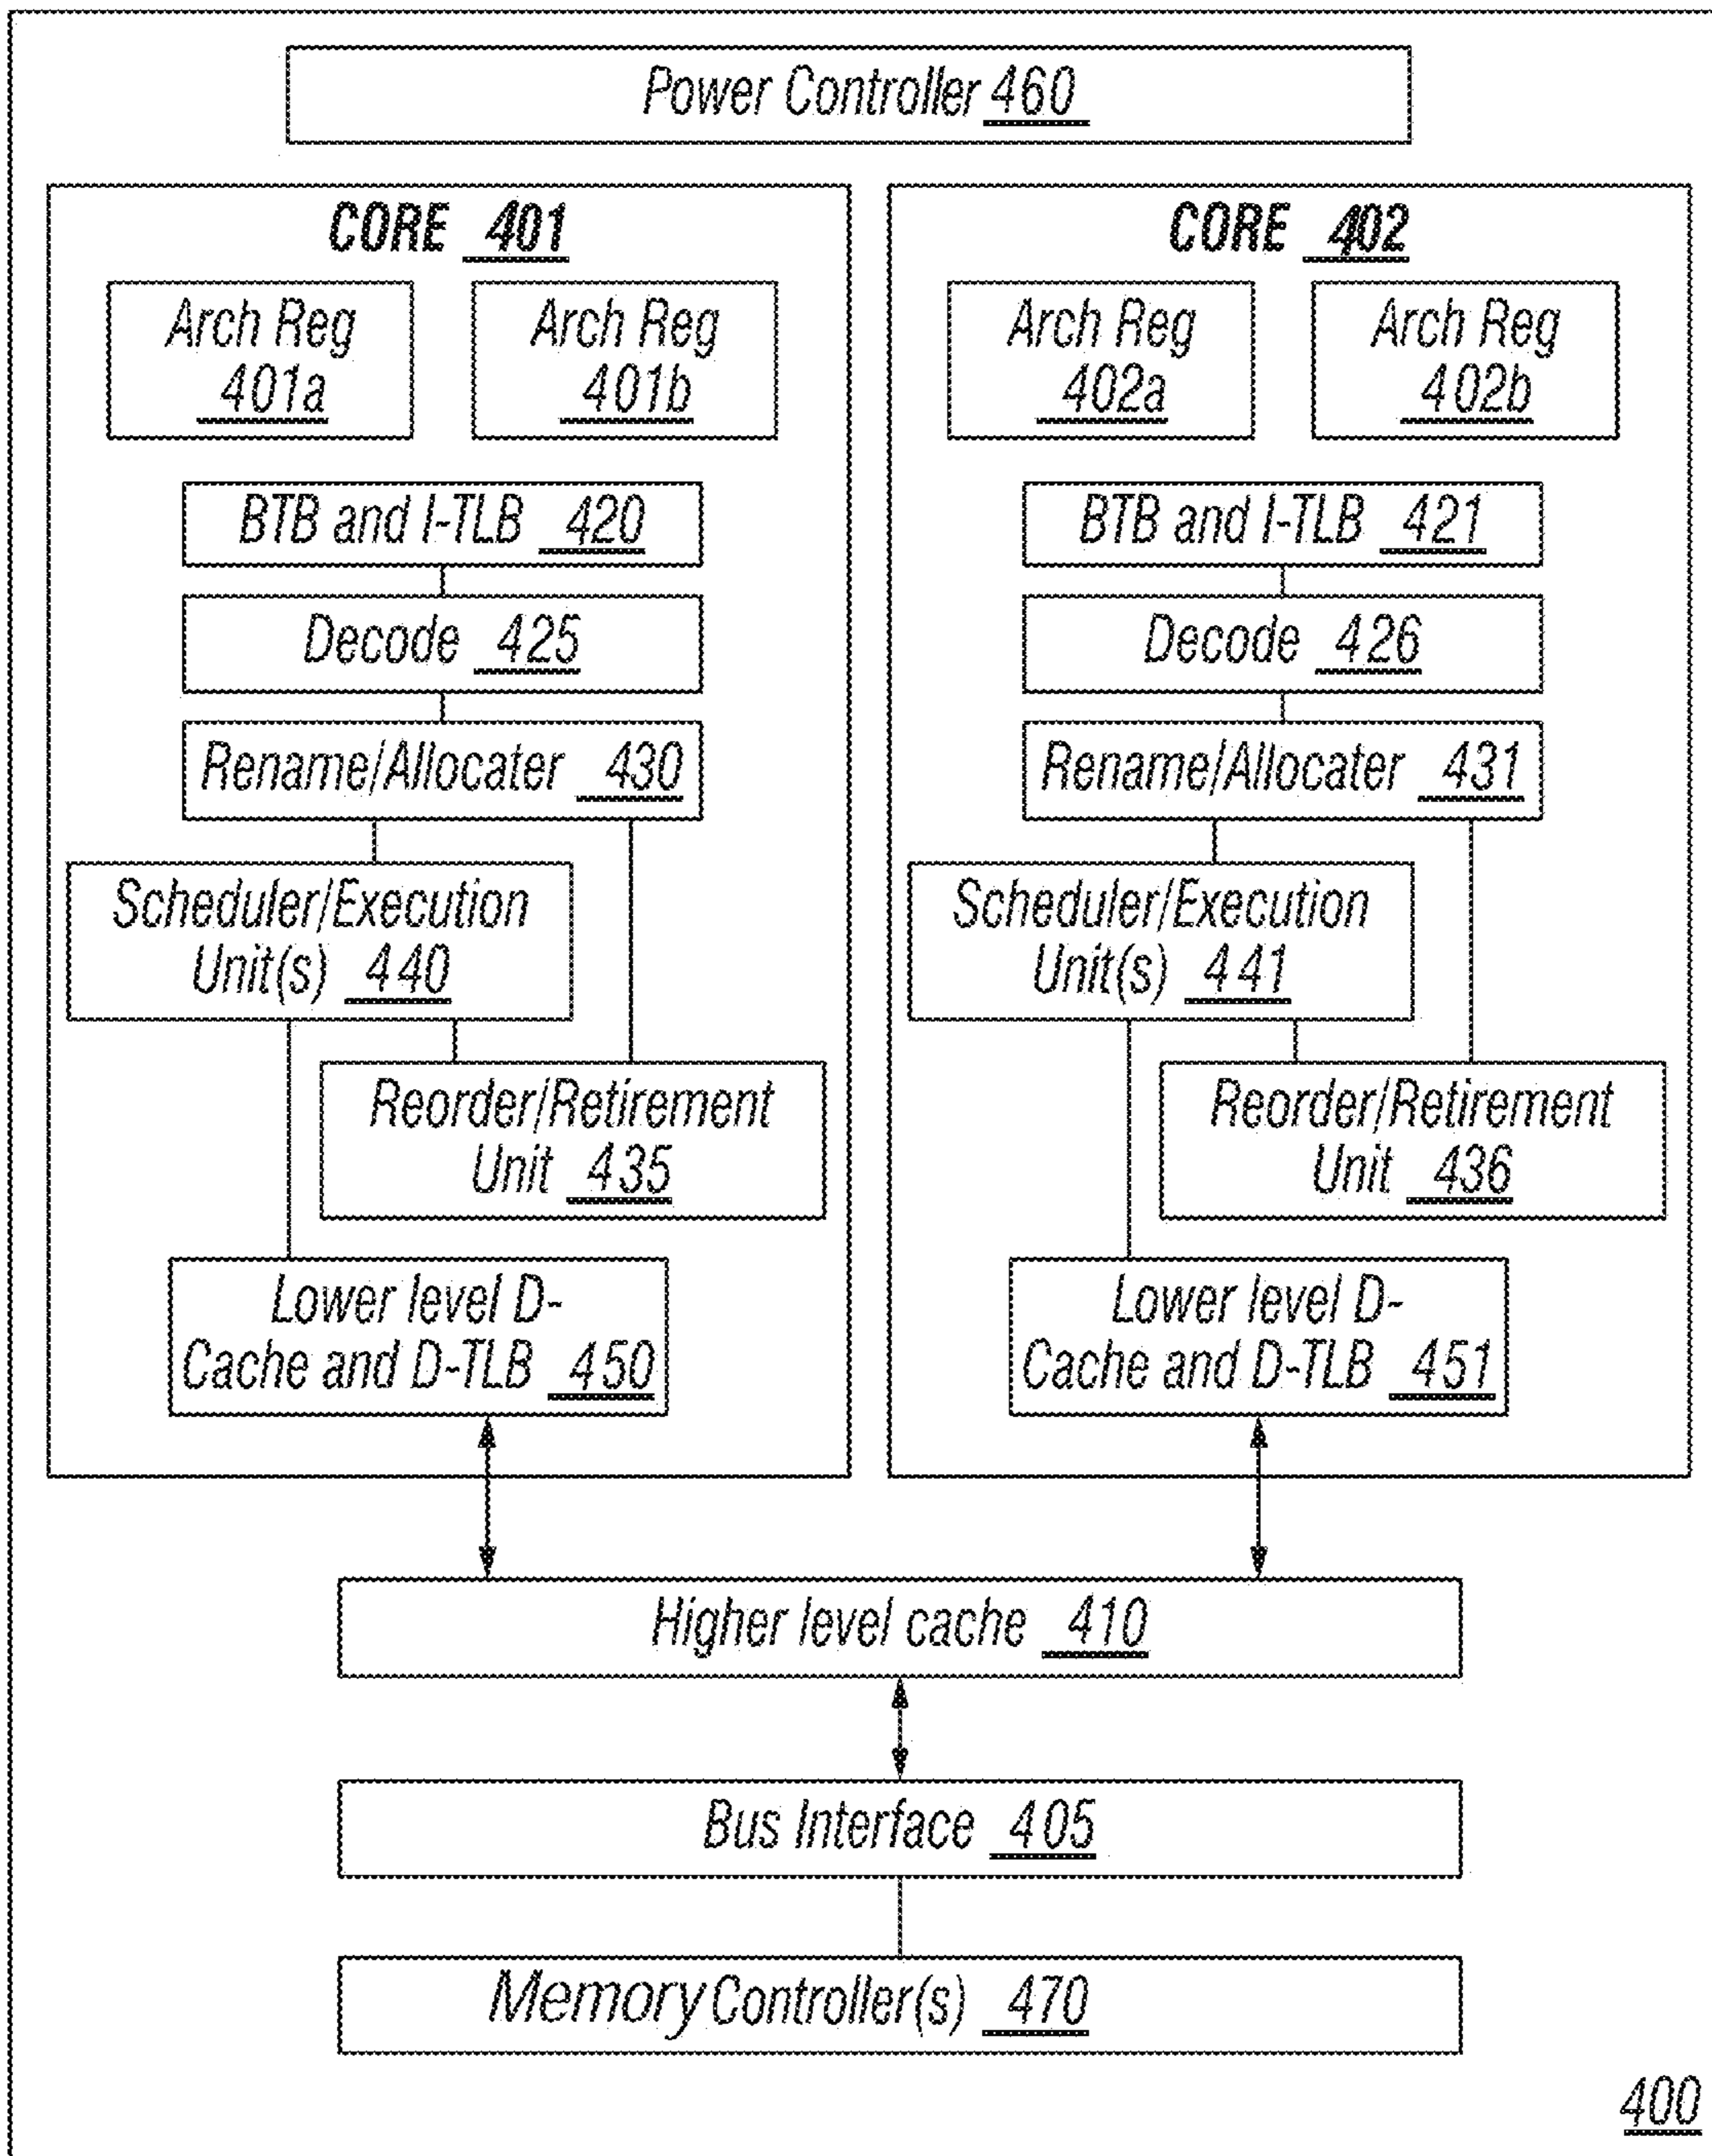 Power Controller 460
CORE 401
Arch Reg
401a
Arch Reg
401b
BTB and I-TLB 420
Decode 425
Rename/Allocater 430
Scheduler/Execution
Unit(s) 440
Reorder/Retirement
Unit 435
Lower level D-
Cache and D-TLB 450
CORE 402
Arch Reg
402a
Arch Reg
402b
BTB and I-TLB 421
Decode 426
Rename/Allocater 431
Scheduler/Execution
Unit(s) 441
Reorder/Retirement
Unit 436
Lower level D-
Cache and D-TLB 451
Higher level cache 410
Bus Interface 405
Memory Controller(s) 470
400